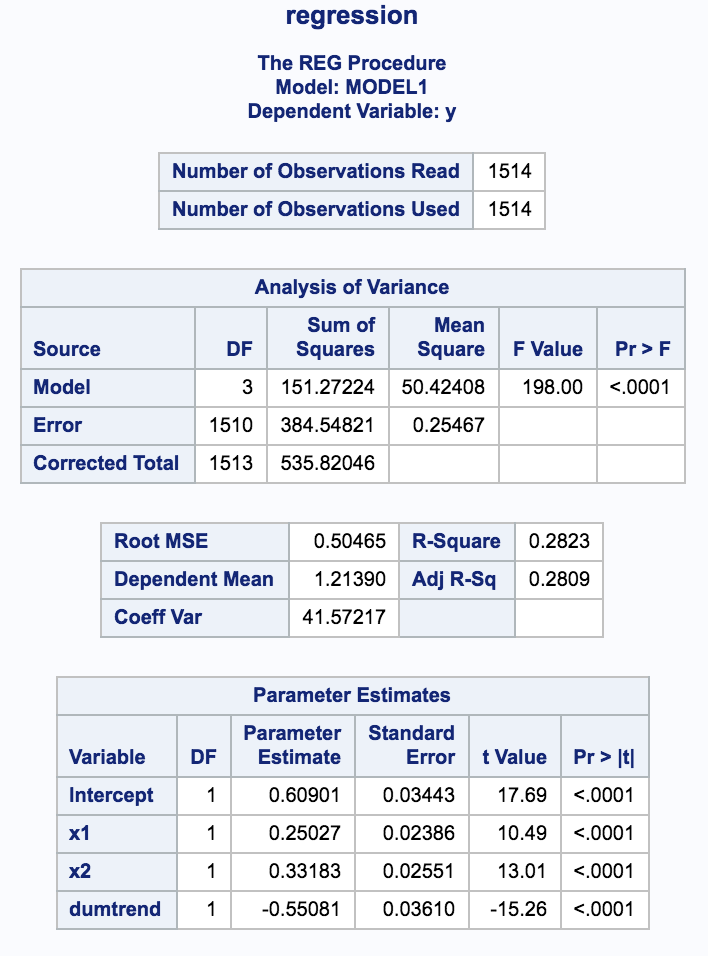 regression
The REG Procedure
Model: MODEL1
Dependent Variable: y
Number of Observations Read 1514
Number of Observations Used 1514
Analysis of Variance
Source DF Sum of Squares Mean Square F Value Pr > F
Model 3 151.27224 50.42408 198.00 <.0001
Error 1510 384.54821 0.25467
Corrected Total 1513 535.82046
Root MSE 0.50465 R-Square 0.2823
Dependent Mean 1.21390 Adj R-Sq 0.2809
Coeff Var 41.57217
Parameter Estimates
Variable DF Parameter Estimate Standard Error t Value Pr > |t|
Intercept 1 0.60901 0.03443 17.69 <.0001
x1 1 0.25027 0.02386 10.49 <.0001
x2 1 0.33183 0.02551 13.01 <.0001
dumtrend 1 -0.55081 0.03610 -15.26 <.0001